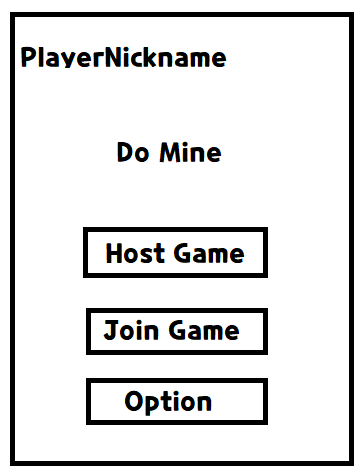 PlayerNickname
Do Mine
Host Game
Join Game
Option